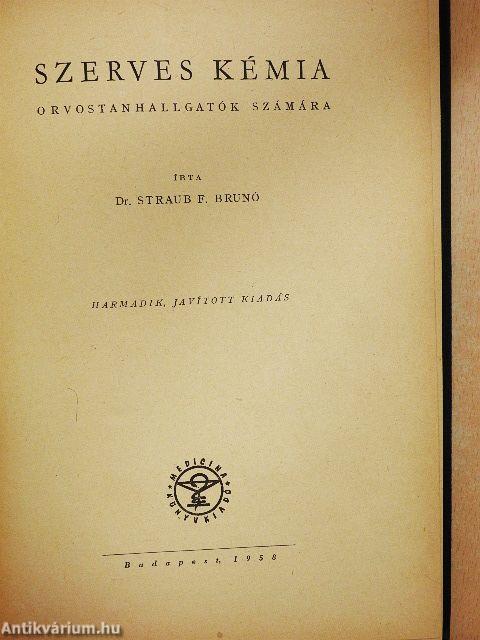 SZERVES KÉMIA
ORVOSTANHALLGATÓK SZÁMÁRA
ÍRTA
Dr. STRAUB F. BRUNÓ
HARMADIK, JAVÍTOTT KIADÁS
MEDICINA
KÖNYVKIADÓ
Budapest, 1958
Antikvárium.hu